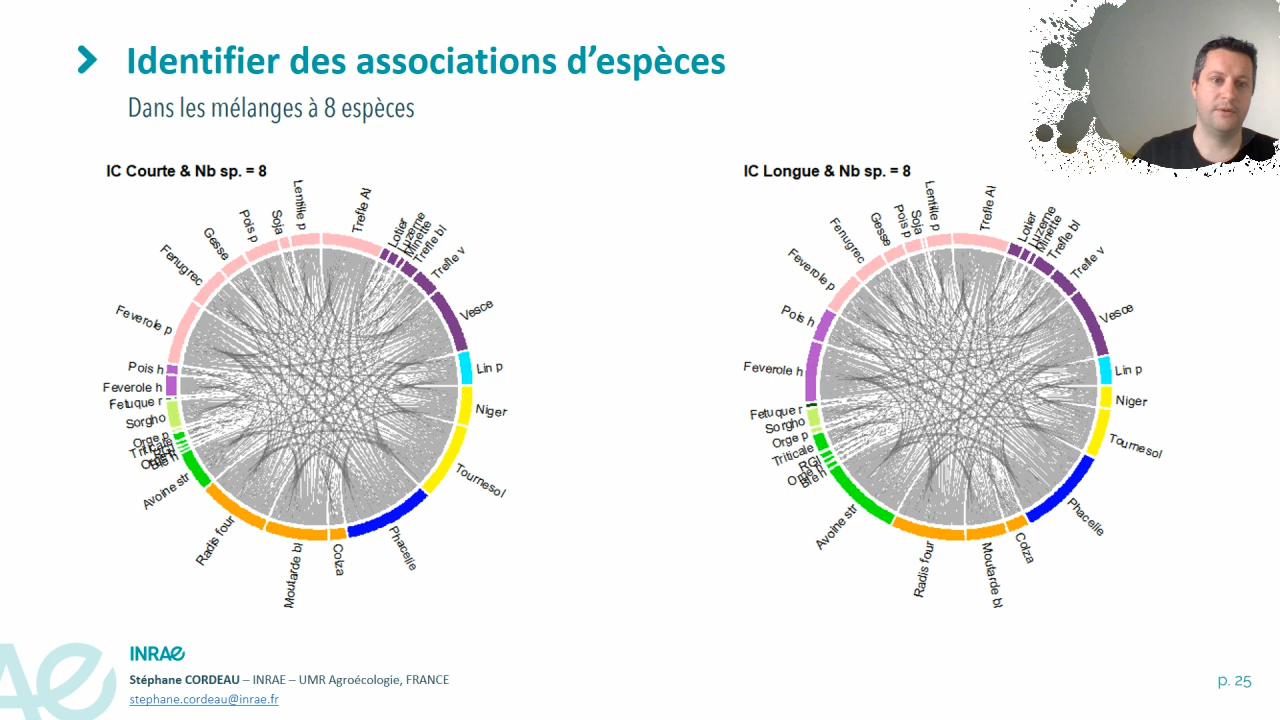 Identifier des associations d'espèces
Dans les mélanges à 8 espèces
IC Courte & Nb sp. = 8
Lentille p
Trefle Al
Soja
Pois p
Gesse
Fenugrec
Feverole p
Pois h
Feverole h
Fetuque r
Sorgho
Orge p
Avoine str
Radis four
Moutarde bl
Colza
Phacelie
Tournesol
Niger
Lin p
Vesce
Trefle v
Trefle bl
Minette
Luzerne
Lotier
IC Longue & Nb sp. = 8
Lentille p
Trefle Al
Soja
Pois p
Gesse
Fenugrec
Feverole p
Pois h
Feverole h
Fetuque r
Sorgho
Orge p
Triticale
RGI
Ble h
Avoine str
Radis four
Moutarde bl
Colza
Phacelie
Tournesol
Niger
Lin p
Vesce
Trefle v
Trefle bl
Minette
Luzerne
Lotier
INRAE
Stéphane CORDEAU – INRAE – UMR Agroécologie, FRANCE
stephane.cordeau@inrae.fr
p. 25